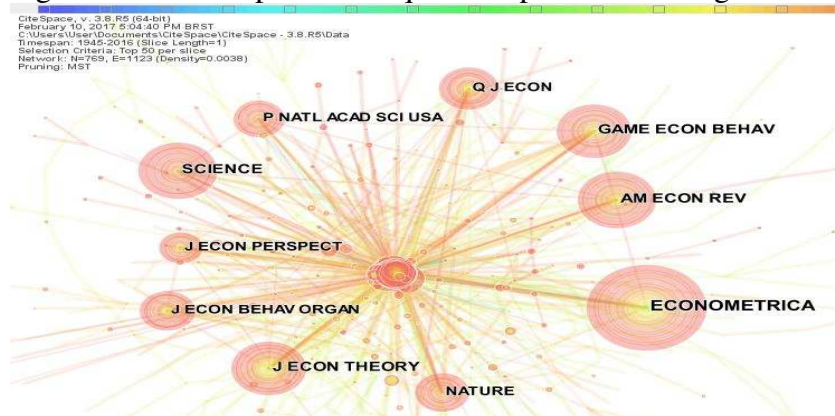 CiteSpace, v. 3.8.R5 (64-bit)
February 10, 2017 5:04:40 PM BRST
C:\Users\User\Documents\CiteSpace\CiteSpace - 3.8.R5\Data
Timespan: 1945-2016 (Slice Length=1)
Selection Criteria: Top 50 per slice
Network: N=769, E=1123 (Density=0.0038)
Pruning: MST
Q J ECON
P NATL ACAD SCI USA
GAME ECON BEHAV
SCIENCE
AM ECON REV
J ECON PERSPECT
ECONOMETRICA
J ECON BEHAV ORGAN
J ECON THEORY
NATURE